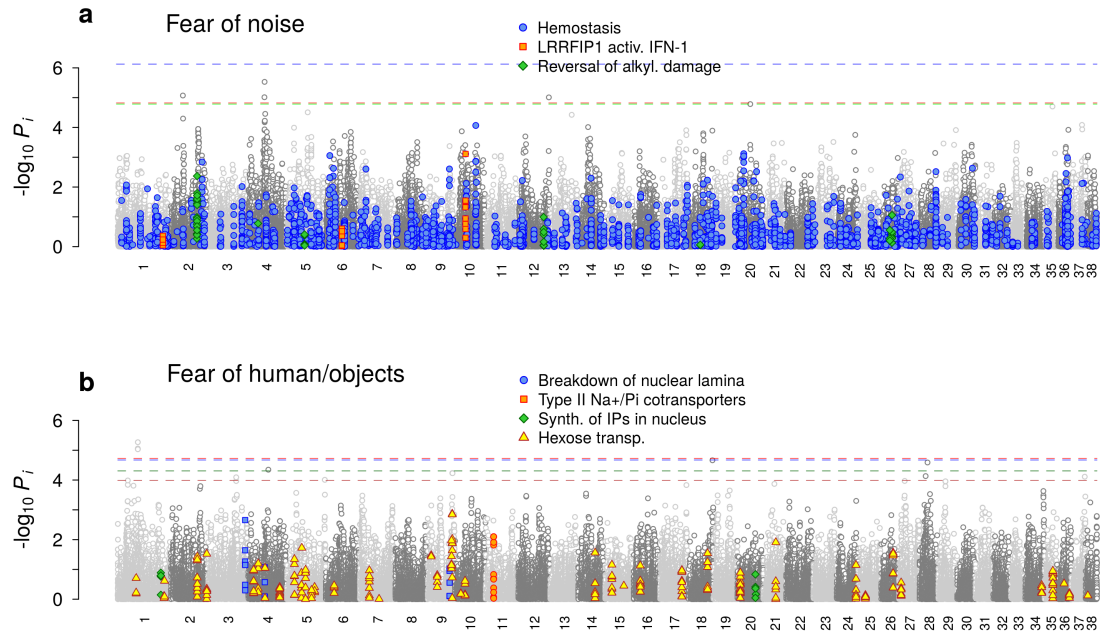 a
Fear of noise
Hemostasis
LRRFIP1 activ. IFN-1
Reversal of alkyl. damage
-log10 Pi
6
4
2
0
1 2 3 4 5 6 7 8 9 10 11 12 13 14 15 16 17 18 19 20 21 22 23 24 25 26 27 28 29 30 31 32 33 34 35 36 37 38
b
Fear of human/objects
Breakdown of nuclear lamina
Type II Na+/Pi cotransporters
Synth. of IPs in nucleus
Hexose transp.
-log10 Pi
6
4
2
0
1 2 3 4 5 6 7 8 9 10 11 12 13 14 15 16 17 18 19 20 21 22 23 24 25 26 27 28 29 30 31 32 33 34 35 36 37 38